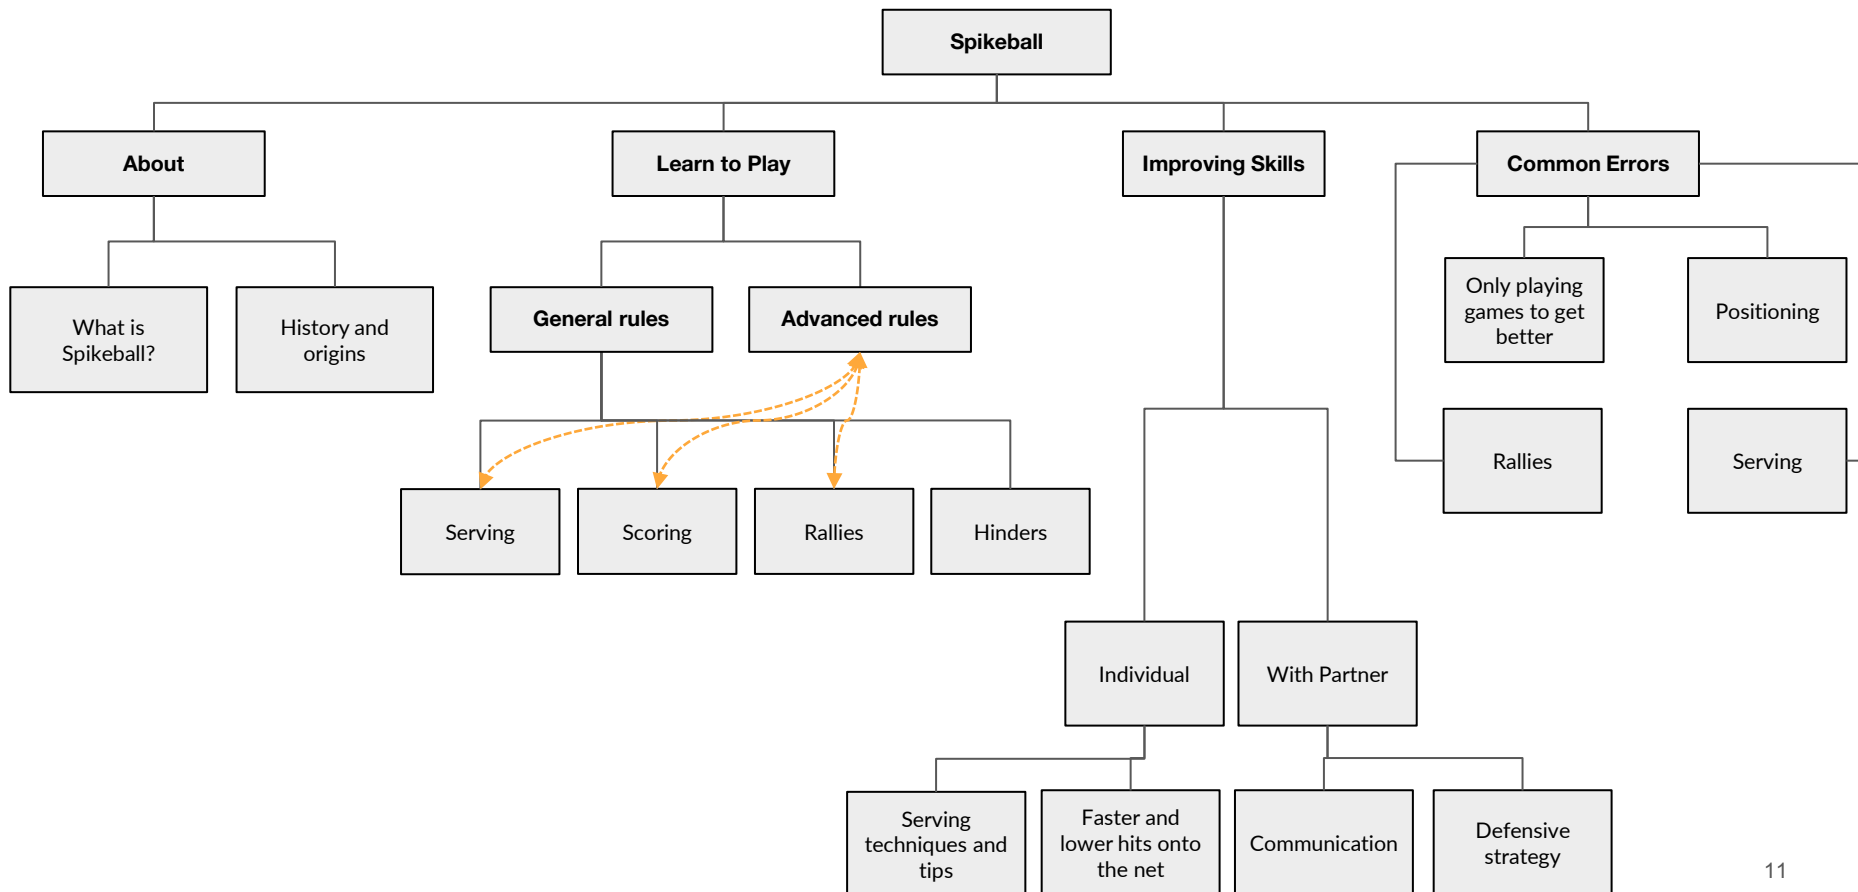 Spikeball
About
Learn to Play
Improving Skills
Common Errors
What is
Spikeball?
History and
origins
General rules
Advanced rules
Only playing
games to get
better
Positioning
Serving
Scoring
Rallies
Hinders
Rallies
Serving
Individual
With Partner
Serving
techniques and
tips
Faster and
lower hits onto
the net
Communication
Defensive
strategy
11